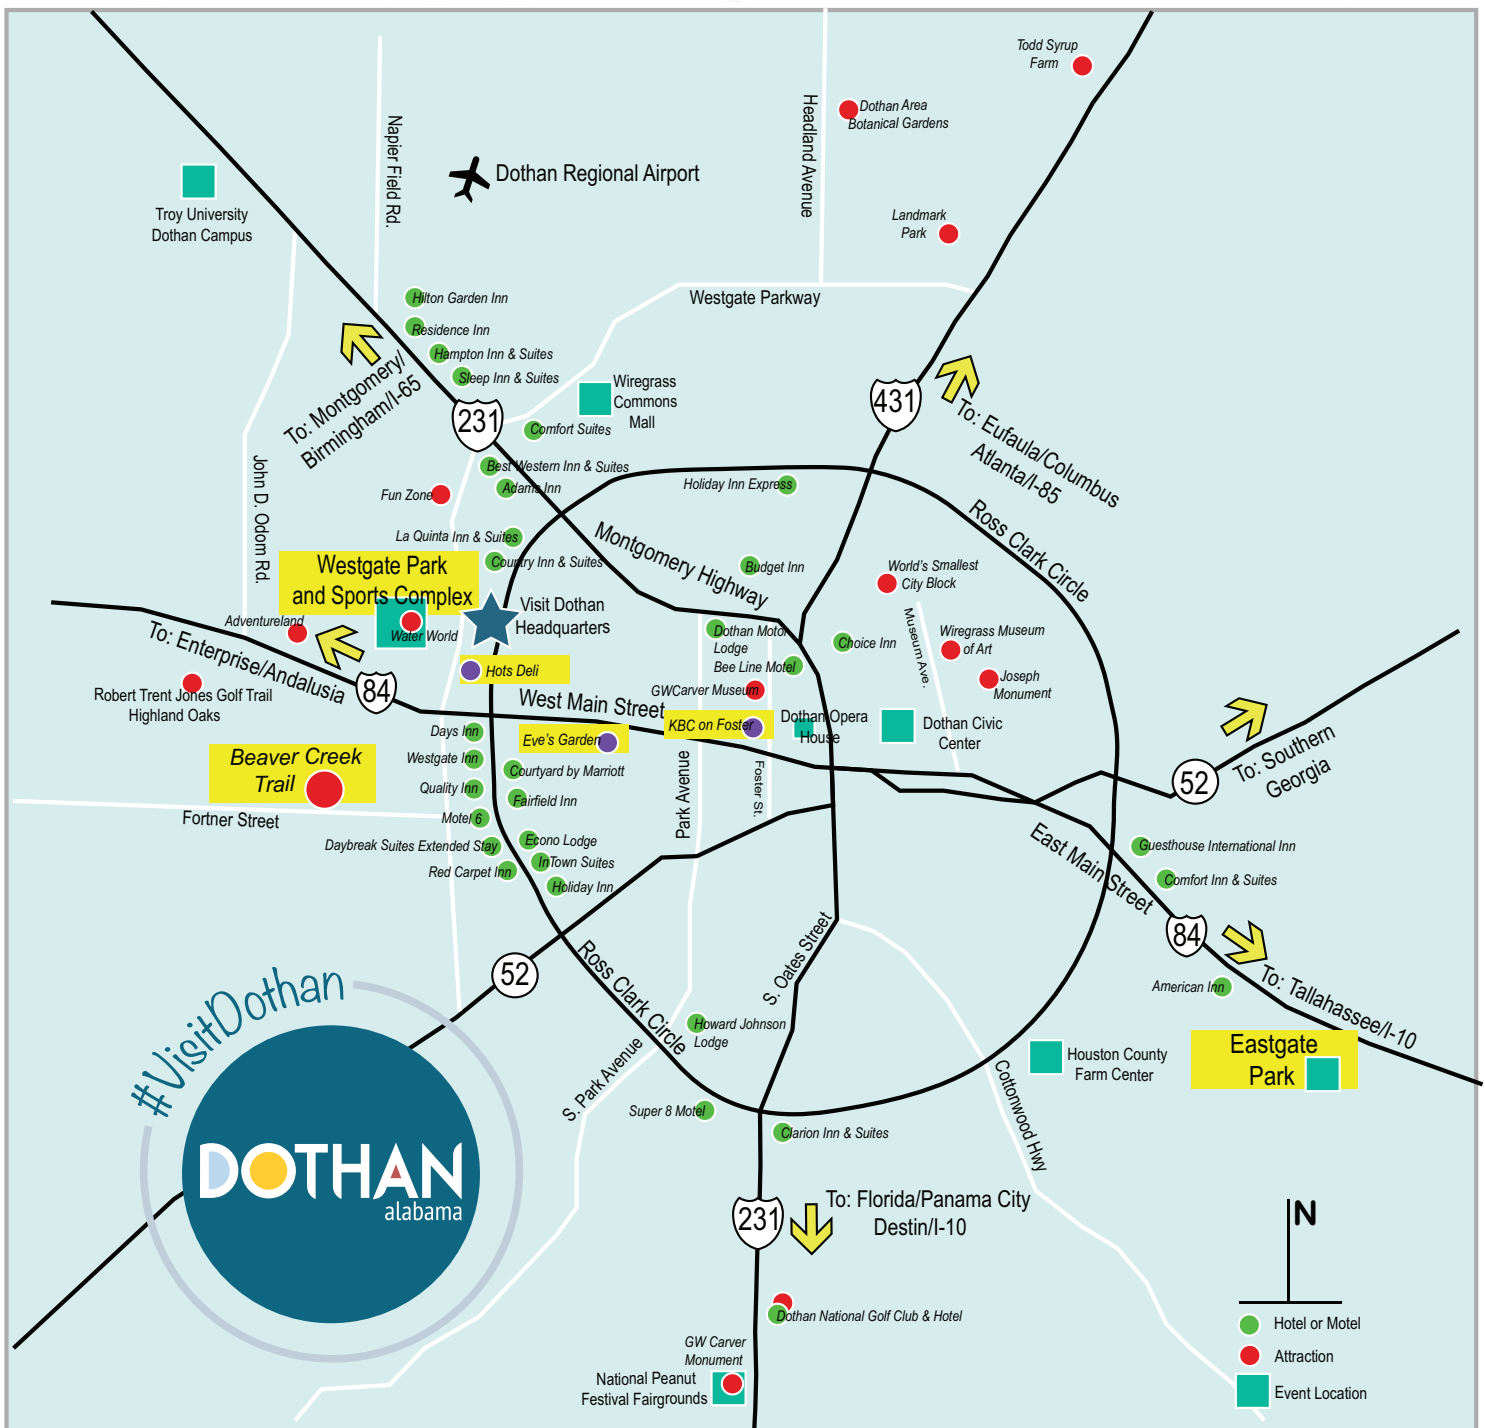 Todd Syrup
Farm
Dothan Area
Botanical Gardens
Headland Avenue
Napier Field Rd.
Dothan Regional Airport
Troy University
Dothan Campus
Landmark
Park
Westgate Parkway
Hilton Garden Inn
Residence Inn
Hampton Inn & Suites
Sleep Inn & Suites
To: Montgomery/
Birmingham/I-65
231
Wiregrass
Commons
Mall
Comfort Suites
431
To: Eufaula/Columbus
Atlanta/I-85
Best Western Inn & Suites
Adams Inn
Fun Zone
Holiday Inn Express
John D. Odom Rd.
La Quinta Inn & Suites
Country Inn & Suites
Montgomery Highway
Ross Clark Circle
Budget Inn
World's Smallest
City Block
Westgate Park
and Sports Complex
Water World
Visit Dothan
Headquarters
Adventureland
To: Enterprise/Andalusia
84
Dothan Motor
Lodge
Bee Line Motel
Choice Inn
Museum Ave.
Wiregrass Museum
of Art
Joseph
Monument
Hots Deli
GWCarver Museum
Robert Trent Jones Golf Trail
Highland Oaks
West Main Street
KBC on Foster
Dothan Opera
House
Dothan Civic
Center
Days Inn
Eve's Garden
Westgate Inn
Courtyard by Marriott
Quality Inn
Fairfield Inn
Beaver Creek
Trail
Fortner Street
Motel 6
Park Avenue
Foster St.
52
To: Southern
Georgia
Daybreak Suites Extended Stay
Econo Lodge
InTown Suites
Red Carpet Inn
Holiday Inn
East Main Street
Guesthouse International Inn
Comfort Inn & Suites
84
To: Tallahassee/I-10
American Inn
52
Ross Clark Circle
S. Oates Street
Howard Johnson
Lodge
S. Park Avenue
Houston County
Farm Center
Eastgate
Park
Cottonwood Hwy
Super 8 Motel
Clarion Inn & Suites
#VisitDothan
DOTHAN
alabama
231
To: Florida/Panama City
Destin/I-10
Dothan National Golf Club & Hotel
GW Carver
Monument
National Peanut
Festival Fairgrounds
N
Hotel or Motel
Attraction
Event Location